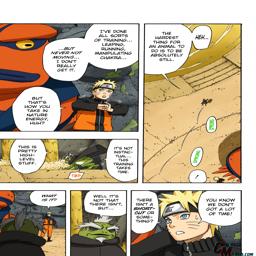 I'VE DONE
ALL SORTS
OF
TRAINING...
LEAPING,
RUNNING,
MANIPULATING
CHAKRA...
...BUT
NEVER NOT
MOVING...
I DON'T
REALLY
GET IT.
BUT
THAT'S
HOW YOU
TAKE IN
NATURE
ENERGY,
HUH?
HEH...
THE
HARDEST
THING
FOR AN
ANIMAL TO
DO IS TO BE
ABSOLUTELY
STILL.
THIS IS
PRETTY
HIGH-
LEVEL
STUFF.
IT'S NOT
INSTINC-
TUAL...
THIS
TRAINING
TAKES
TIME.
WHAT
IS IT?
WELL, IT'S
NOT THAT
THERE
ISN'T,
BUT...
THERE
ISN'T A
SHORT-
CUT OR
SOME-
THING?
YOU KNOW
WE DON'T
GOT A LOT
OF TIME!